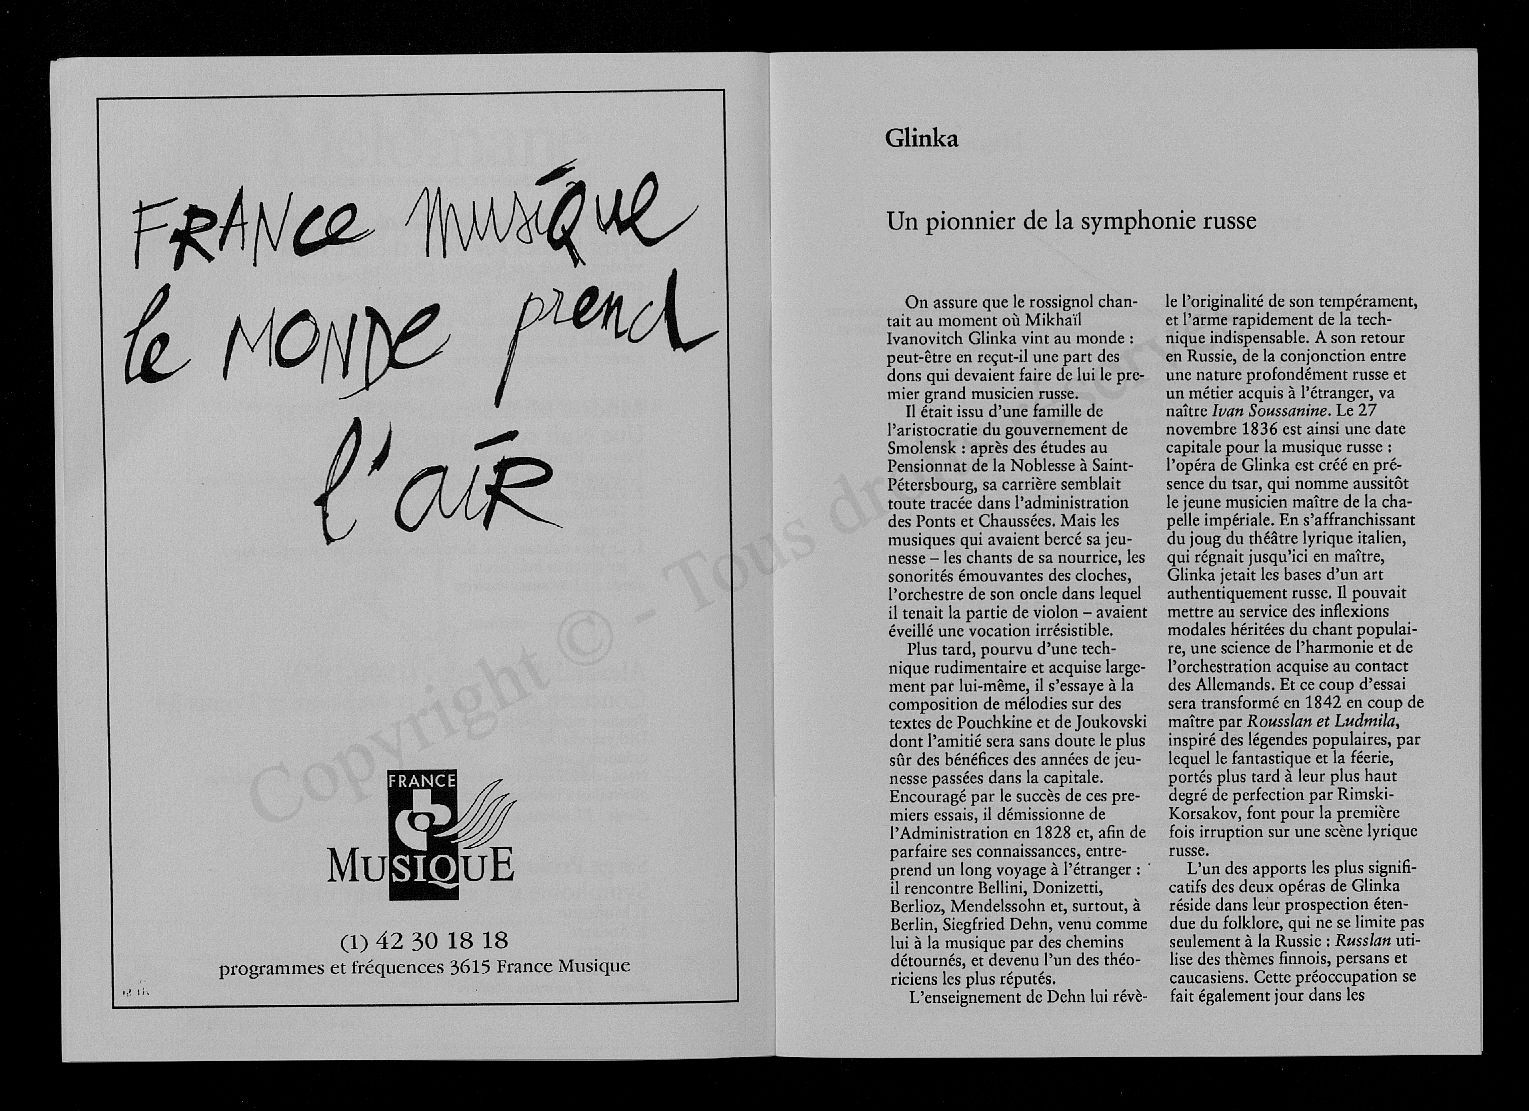 FRANCE musique
le MONDE prend
l'aiR
FRANCE
MUSIQUE
(1) 42 30 18 18
programmes et fréquences 3615 France Musique
Glinka
Un pionnier de la symphonie russe
On assure que le rossignol chan-
tait au moment où Mikhaïl
Ivanovitch Glinka vint au monde :
peut-être en reçut-il une part des
dons qui devaient faire de lui le pre-
mier grand musicien russe.
Il était issu d'une famille de
l'aristocratie du gouvernement de
Smolensk : après des études au
Pensionnat de la Noblesse à Saint-
Pétersbourg, sa carrière semblait
toute tracée dans l'administration
des Ponts et Chaussées. Mais les
musiques qui avaient bercé sa jeu-
nesse – les chants de sa nourrice, les
sonorités émouvantes des cloches,
l'orchestre de son oncle dans lequel
il tenait la partie de violon – avaient
éveillé une vocation irrésistible.
Plus tard, pourvu d'une tech-
nique rudimentaire et acquise large-
ment par lui-même, il s'essaye à la
composition de mélodies sur des
textes de Pouchkine et de Joukovski
dont l'amitié sera sans doute le plus
sûr des bénéfices des années de jeu-
nesse passées dans la capitale.
Encouragé par le succès de ces pre-
miers essais, il démissionne de
l'Administration en 1828 et, afin de
parfaire ses connaissances, entre-
prend un long voyage à l'étranger :
il rencontre Bellini, Donizetti,
Berlioz, Mendelssohn et, surtout, à
Berlin, Siegfried Dehn, venu comme
lui à la musique par des chemins
détournés, et devenu l'un des théo-
riciens les plus réputés.
L'enseignement de Dehn lui révè-
le l'originalité de son tempérament,
et l'arme rapidement de la tech-
nique indispensable. A son retour
en Russie, de la conjonction entre
une nature profondément russe et
un métier acquis à l'étranger, va
naître Ivan Soussanine. Le 27
novembre 1836 est ainsi une date
capitale pour la musique russe :
l'opéra de Glinka est créé en pré-
sence du tsar, qui nomme aussitôt
le jeune musicien maître de la cha-
pelle impériale. En s'affranchissant
du joug du théâtre lyrique italien,
qui régnait jusqu'ici en maître,
Glinka jetait les bases d'un art
authentiquement russe. Il pouvait
mettre au service des inflexions
modales héritées du chant populai-
re, une science de l'harmonie et de
l'orchestration acquise au contact
des Allemands. Et ce coup d'essai
sera transformé en 1842 en coup de
maître par Rousslan et Ludmila,
inspiré des légendes populaires, par
lequel le fantastique et la féerie,
portés plus tard à leur plus haut
degré de perfection par Rimski-
Korsakov, font pour la première
fois irruption sur une scène lyrique
russe.
L'un des apports les plus signifi-
catifs des deux opéras de Glinka
réside dans leur prospection éten-
due du folklore, qui ne se limite pas
seulement à la Russie : Russlan uti-
lise des thèmes finnois, persans et
caucasiens. Cette préoccupation se
fait également jour dans les
Copyright © - Tous droits réservés